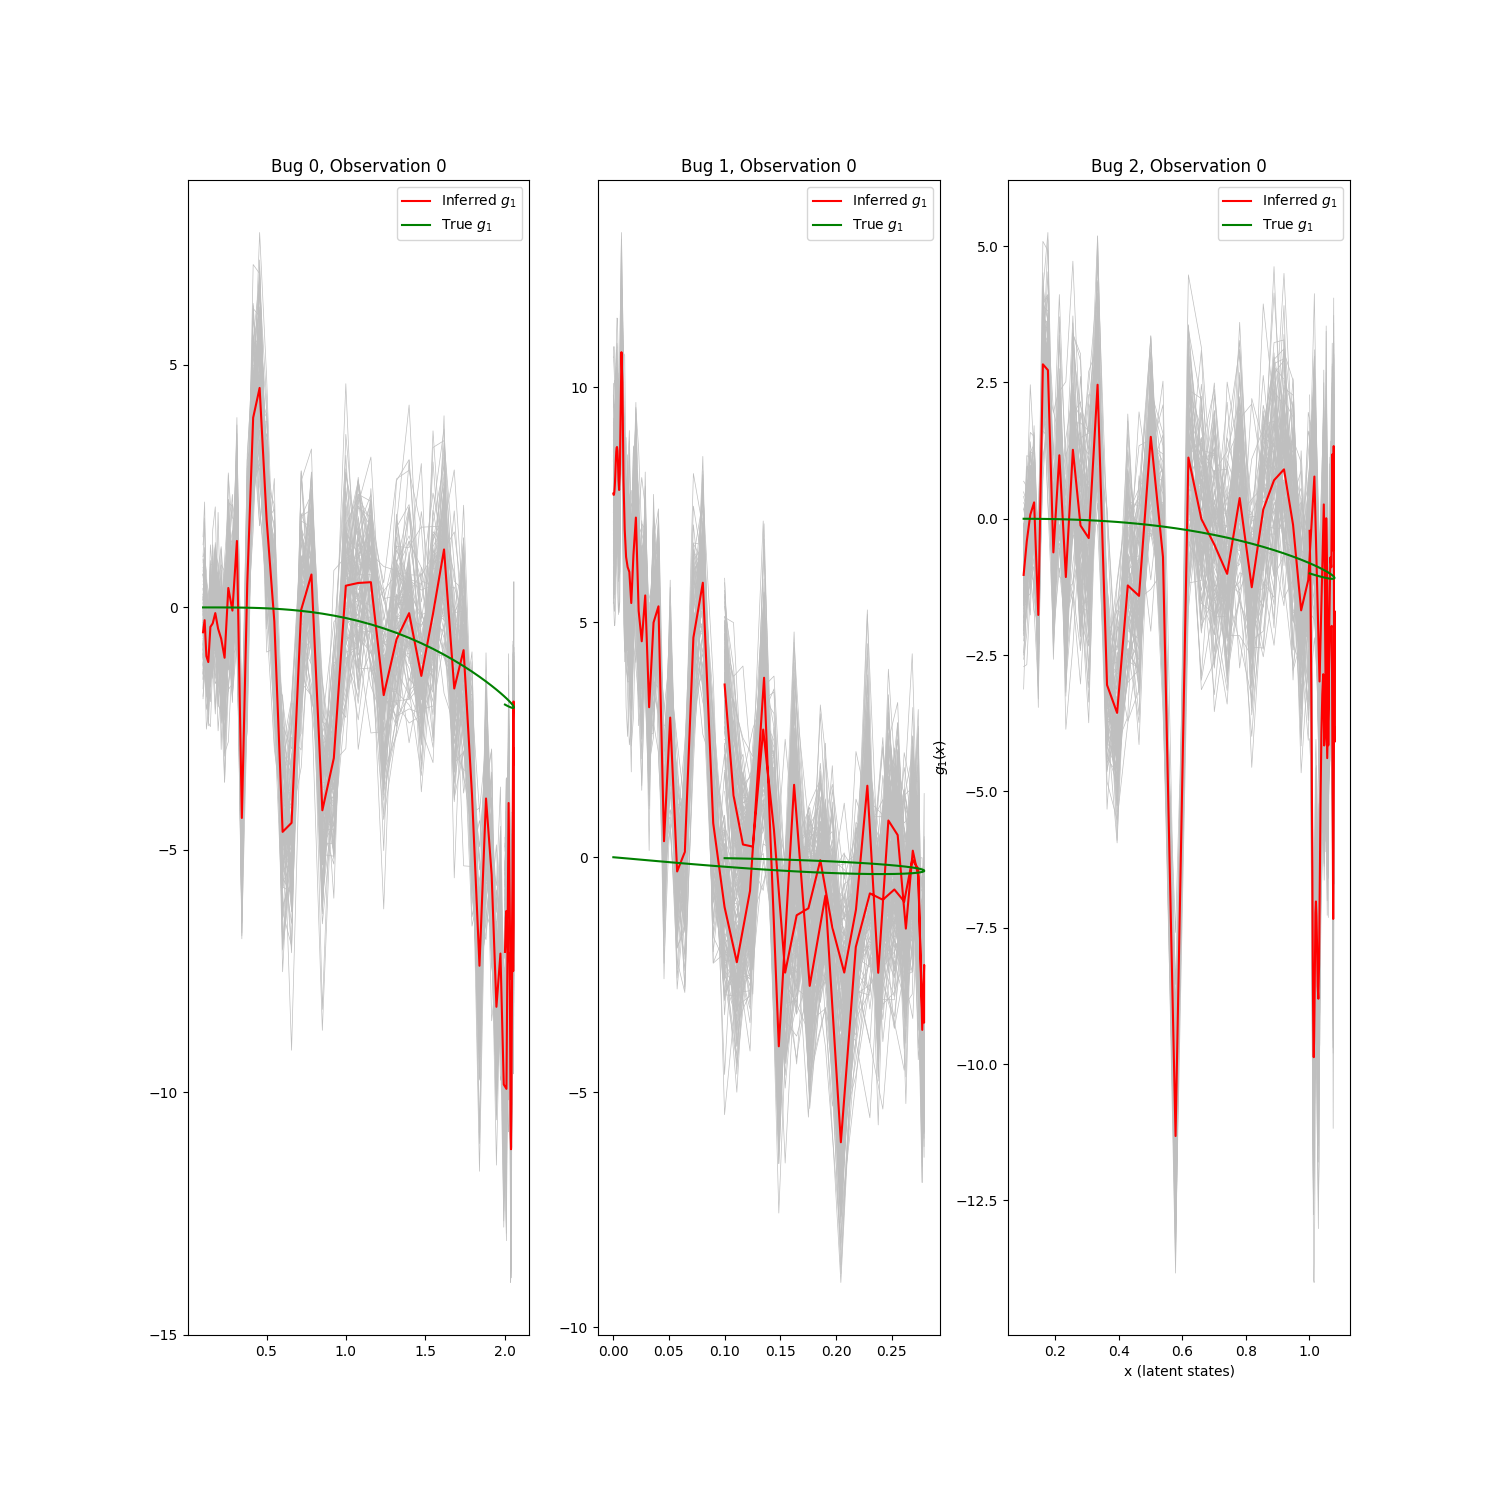 Bug 0, Observation 0
Inferred g₁
True g₁
5
0
−5
−10
−15
0.5 1.0 1.5 2.0
Bug 1, Observation 0
Inferred g₁
True g₁
10
5
0
−5
−10
0.00 0.05 0.10 0.15 0.20 0.25
Bug 2, Observation 0
Inferred g₁
True g₁
g₁(x)
5.0
2.5
0.0
−2.5
−5.0
−7.5
−10.0
−12.5
0.2 0.4 0.6 0.8 1.0
x (latent states)